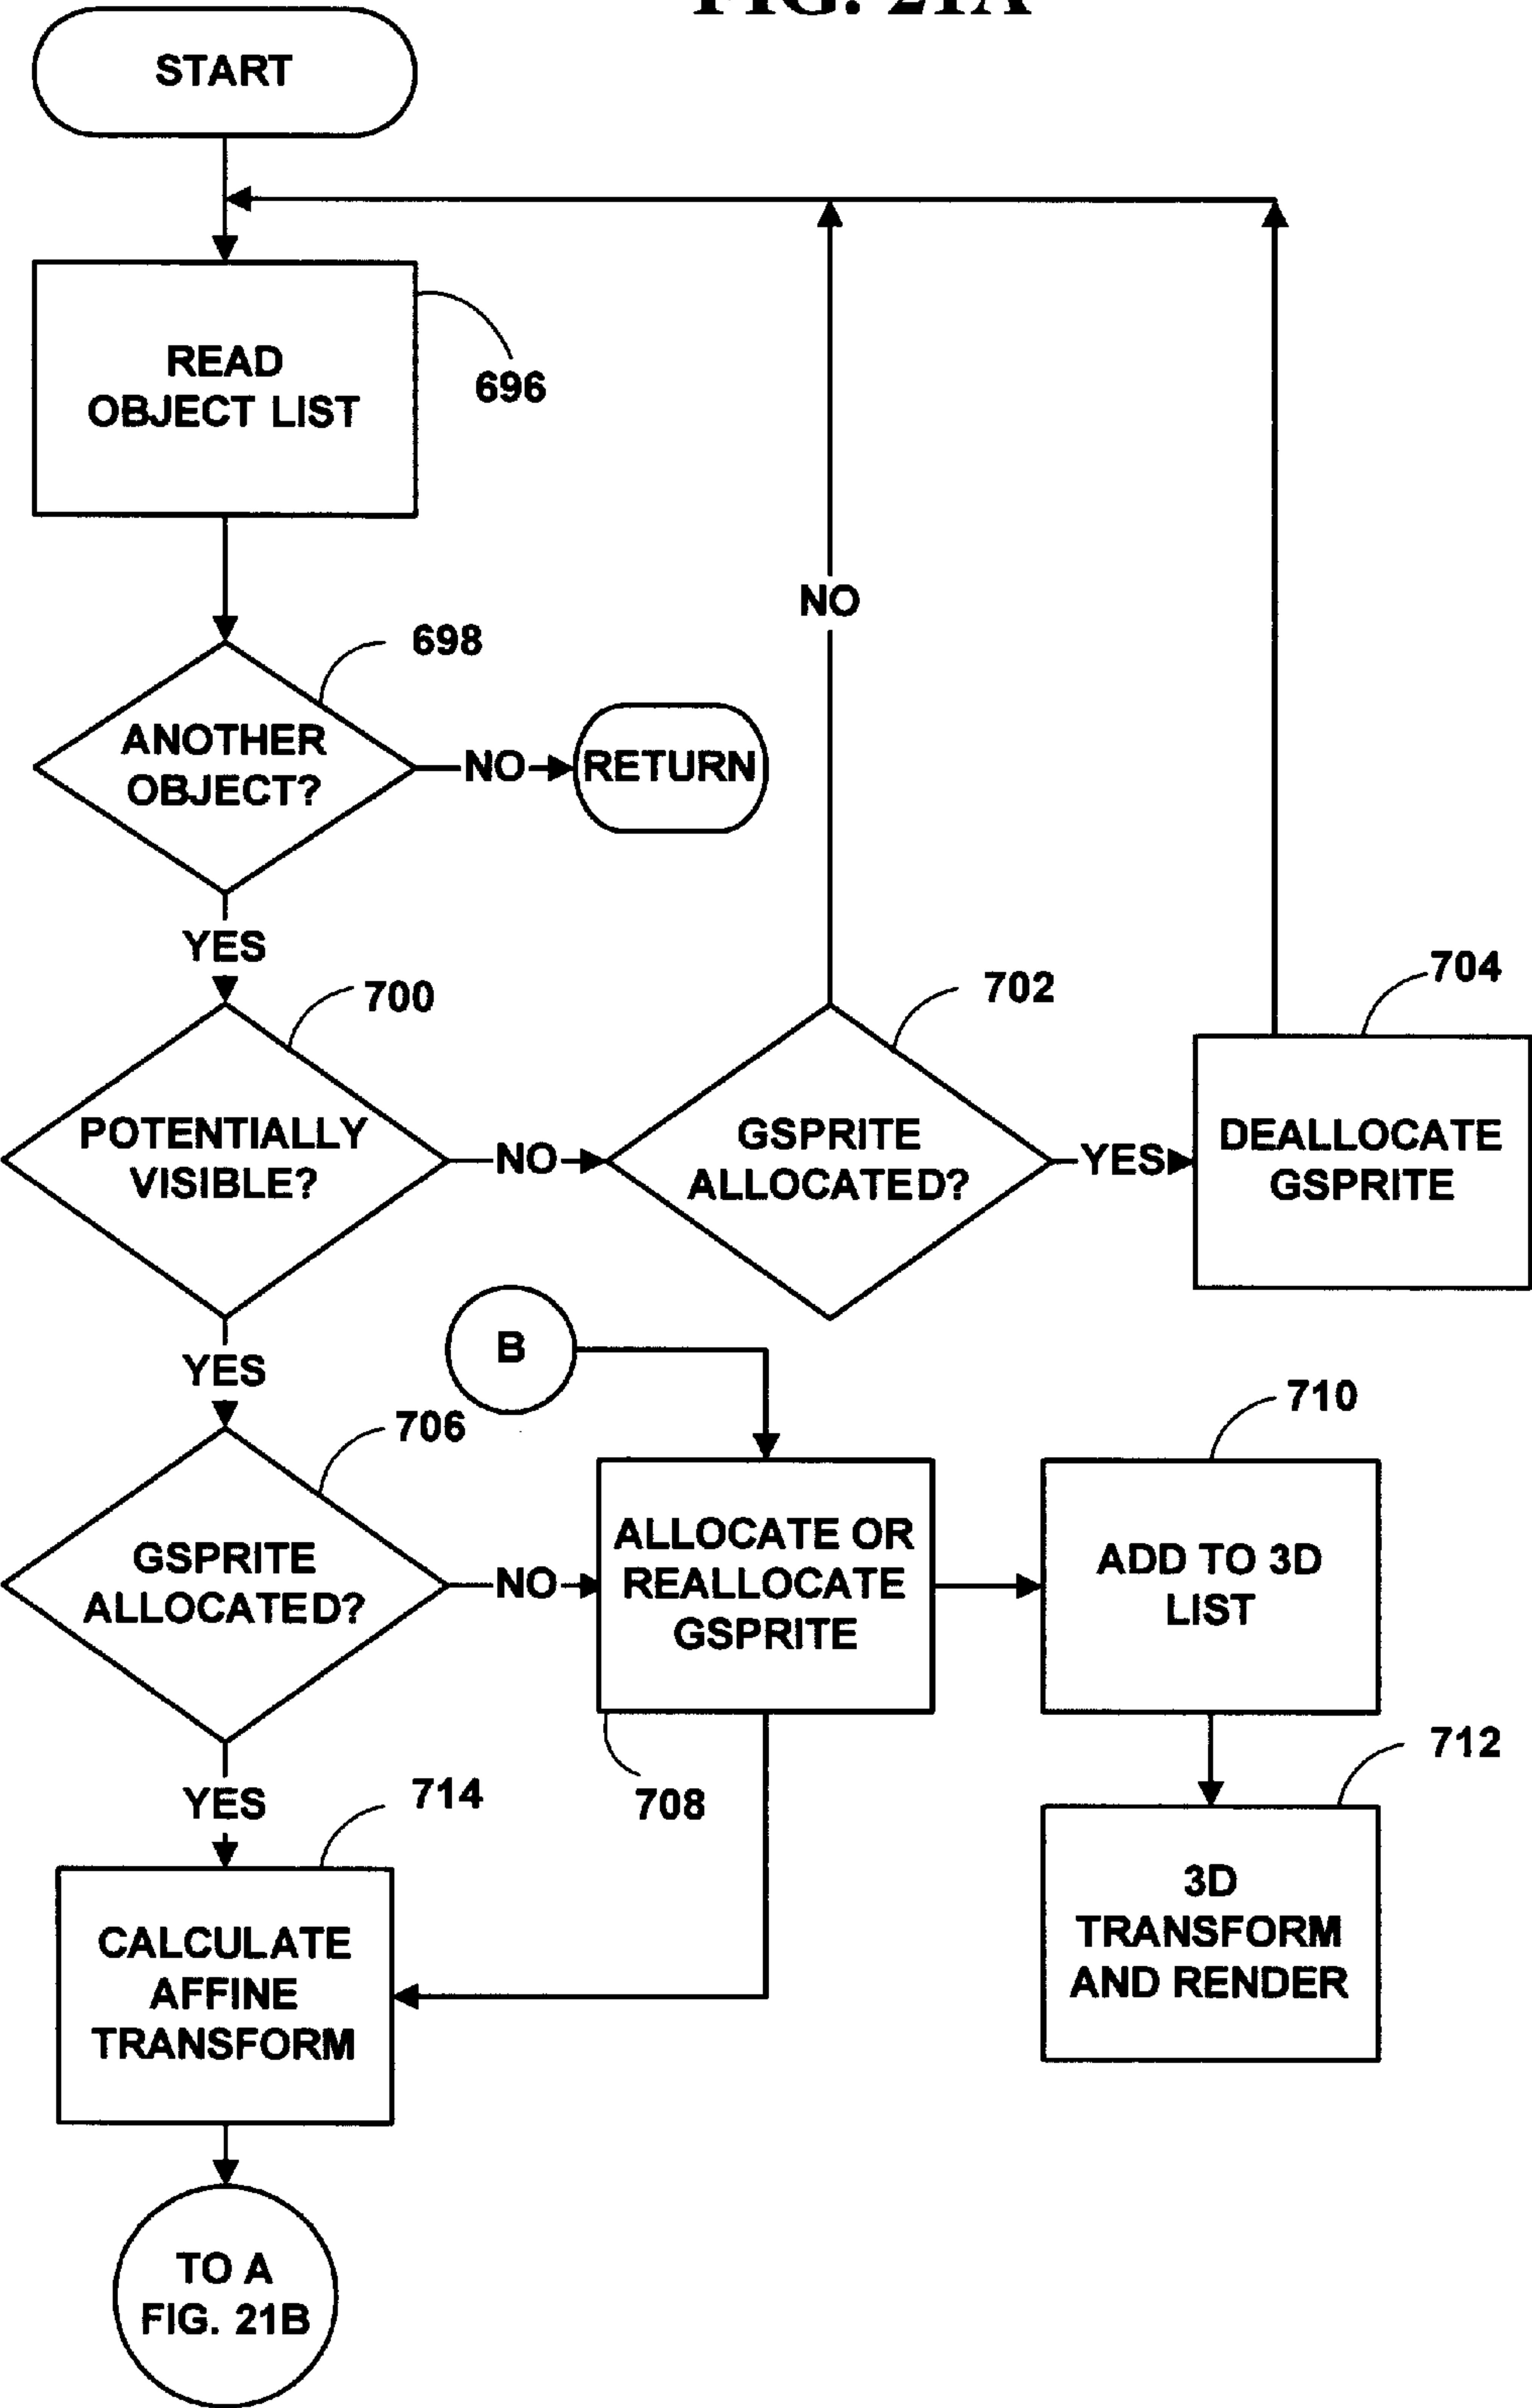 FIG. 21A
START
READ
OBJECT LIST
696
NO
698
ANOTHER
OBJECT?
NO
RETURN
YES
700
702
704
POTENTIALLY
VISIBLE?
NO
GSPRITE
ALLOCATED?
YES
DEALLOCATE
GSPRITE
YES
B
706
710
GSPRITE
ALLOCATED?
NO
ALLOCATE OR
REALLOCATE
GSPRITE
ADD TO 3D
LIST
YES
714
708
712
CALCULATE
AFFINE
TRANSFORM
3D
TRANSFORM
AND RENDER
TO A
FIG. 21B